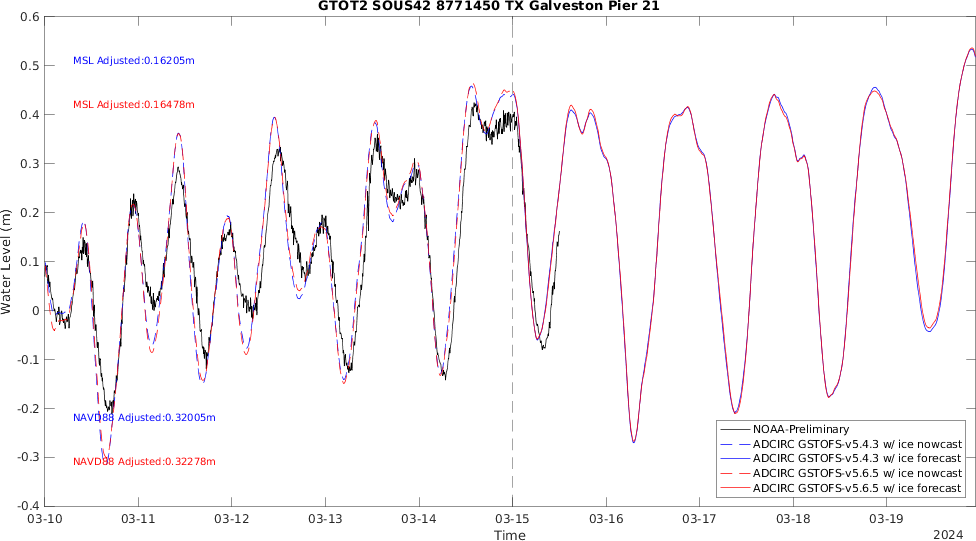 GTOT2 SOUS42 8771450 TX Galveston Pier 21
0.6
0.5
0.4
0.3
0.2
0.1
0
-0.1
-0.2
-0.3
-0.4
Water Level (m)
MSL Adjusted:0.16205m
MSL Adjusted:0.16478m
NAVD88 Adjusted:0.32005m
NAVD88 Adjusted:0.32278m
NOAA-Preliminary
ADCIRC GSTOFS-v5.4.3 w/ ice nowcast
ADCIRC GSTOFS-v5.4.3 w/ ice forecast
ADCIRC GSTOFS-v5.6.5 w/ ice nowcast
ADCIRC GSTOFS-v5.6.5 w/ ice forecast
03-10 03-11 03-12 03-13 03-14 03-15 03-16 03-17 03-18 03-19
Time
2024